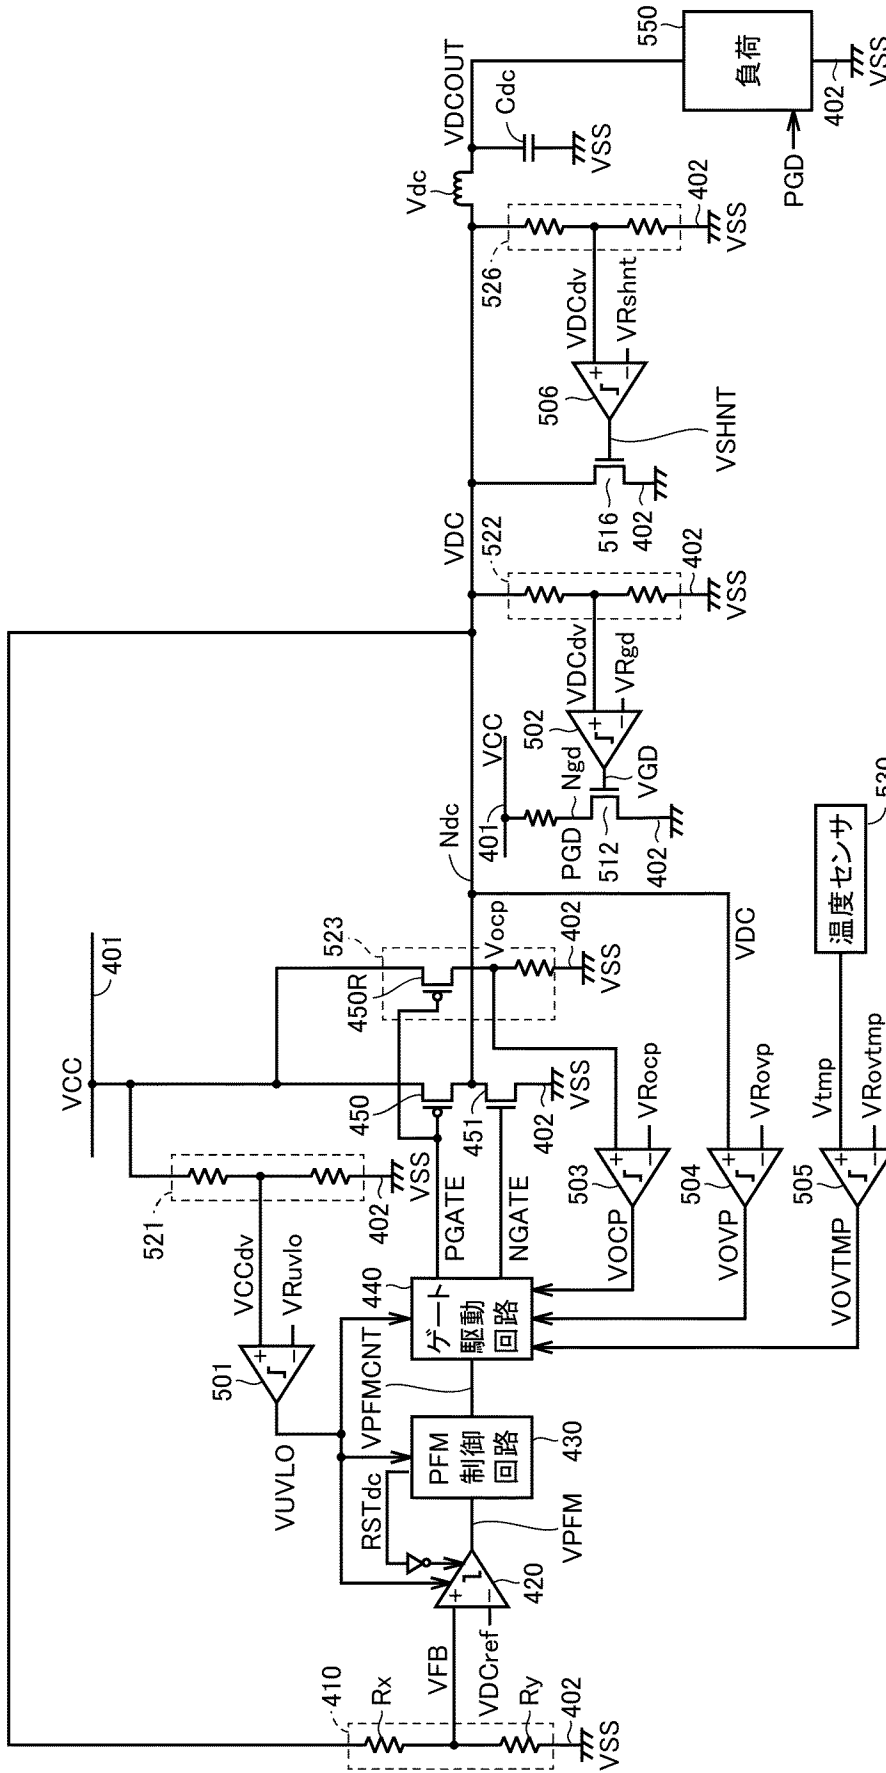 VCC
401
521
402
VSS
VCCdv
VRuvlo
501
VUVLO
523
450R
Vocp
402
VSS
450
451
402
VSS
PGATE
NGATE
440
ゲート
駆動
回路
VPFMCNT
PFM
制御
回路
430
RSTdc
VPFM
420
VFB
VDCref
410
Rx
Ry
402
VSS
503
VRocp
VOCP
504
VRovp
VOVP
VDC
505
Vtmp
VRovtmp
VOVTMP
温度センサ
530
Ndc
401
VCC
Ngd
PGD
512
402
VGD
502
VDCdv
VRgd
522
402
VSS
VDC
516
402
VSHNT
506
VDCdv
VRshnt
526
402
VSS
Vdc
VDCOUT
Cdc
VSS
550
負荷
PGD
402
VSS